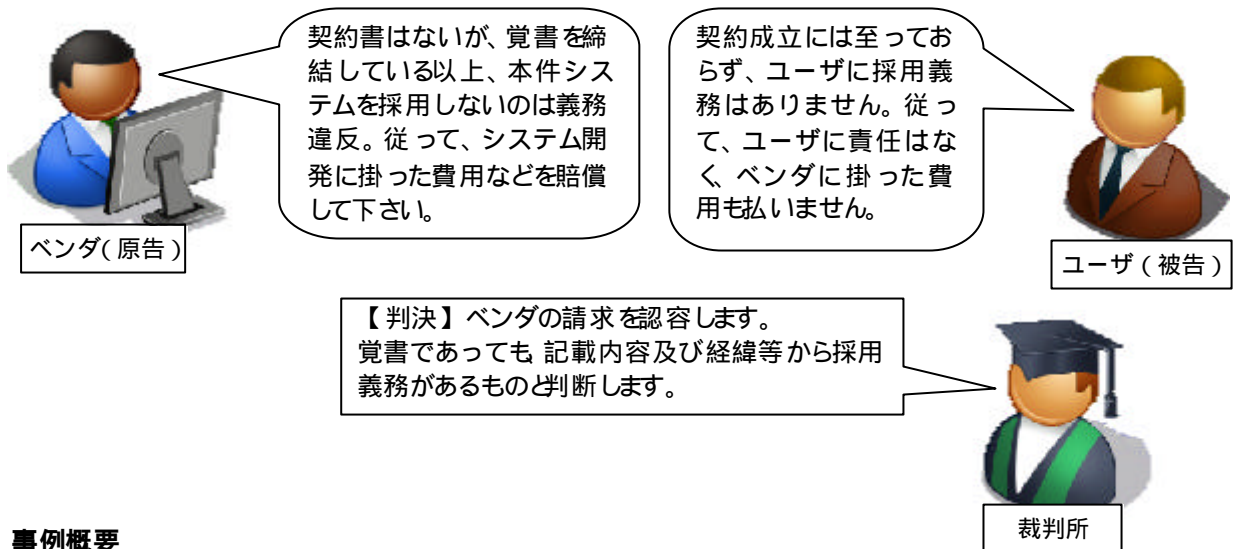 契約書はないが、覚書を締
結している以上、本件シス
テムを採用しないのは義務
違反。従って、システム開
発に掛った費用などを賠償
して下さい。
ベンダ(原告)
契約成立には至ってお
らず、ユーザに採用義
務はありません。従っ
て、ユーザに責任はな
く、ベンダに掛った費
用も払いません。
ユーザ(被告)
【判決】ベンダの請求を認容します。
覚書であっても、記載内容及び経緯等から採用
義務があるものと判断します。
裁判所
事例概要